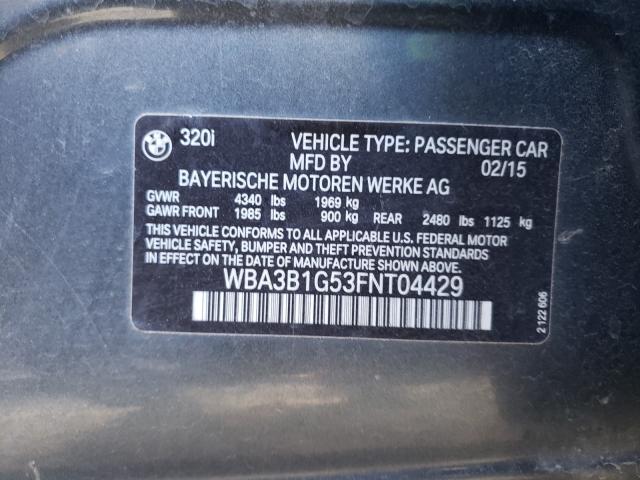 BMW
320i VEHICLE TYPE: PASSENGER CAR
MFD BY 02/15
BAYERISCHE MOTOREN WERKE AG
GVWR 4340 lbs 1969 kg
GAWR FRONT 1985 lbs 900 kg REAR 2480 lbs 1125 kg
THIS VEHICLE CONFORMS TO ALL APPLICABLE U.S. FEDERAL MOTOR
VEHICLE SAFETY, BUMPER AND THEFT PREVENTION STANDARDS
IN EFFECT ON THE DATE OF MANUFACTURE SHOWN ABOVE.
WBA3B1G53FNT04429
2 122 606